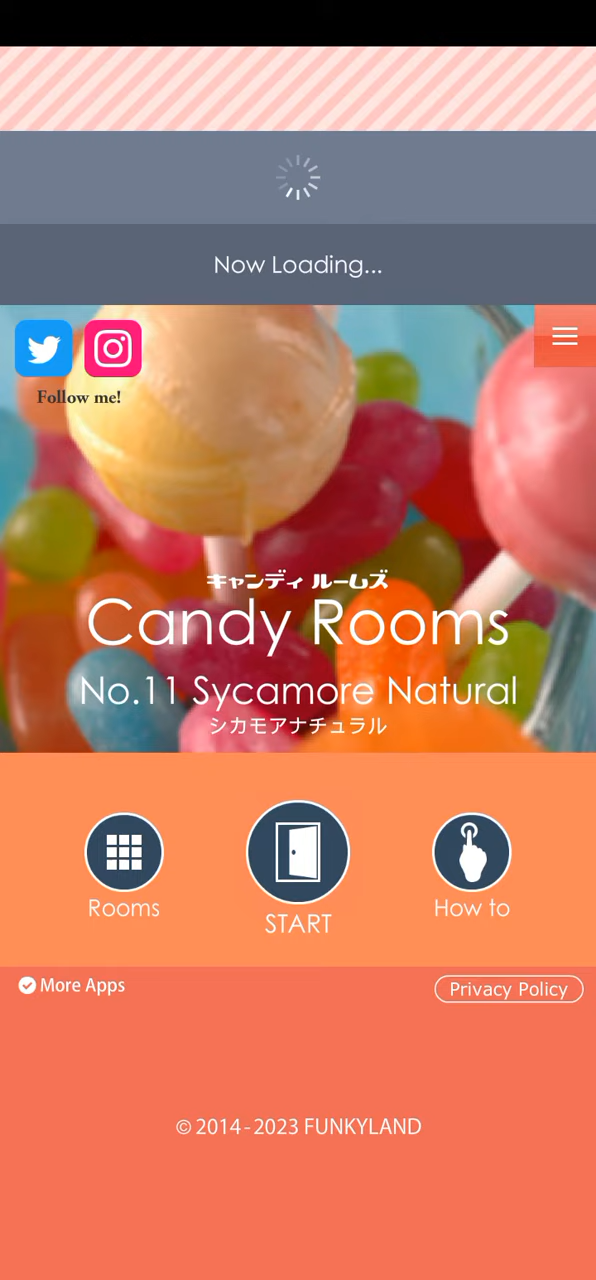 Now Loading...
Follow me!
キャンディ ルームズ
Candy Rooms
No.11 Sycamore Natural
シカモアナチュラル
Rooms
START
How to
More Apps
Privacy Policy
© 2014-2023 FUNKYLAND